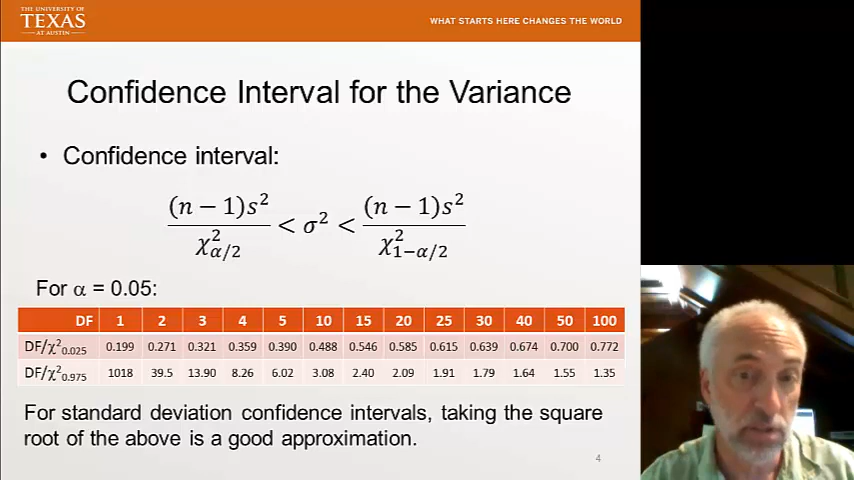 THE UNIVERSITY OF
TEXAS
AT AUSTIN
WHAT STARTS HERE CHANGES THE WORLD
Confidence Interval for the Variance
• Confidence interval:
(n − 1)s² / χ²α/2 < σ² < (n − 1)s² / χ²1−α/2
For α = 0.05:
DF 1 2 3 4 5 10 15 20 25 30 40 50 100
DF/χ²0.025 0.199 0.271 0.321 0.359 0.390 0.488 0.546 0.585 0.615 0.639 0.674 0.700 0.772
DF/χ²0.975 1018 39.5 13.90 8.26 6.02 3.08 2.40 2.09 1.91 1.79 1.64 1.55 1.35
For standard deviation confidence intervals, taking the square
root of the above is a good approximation.
4